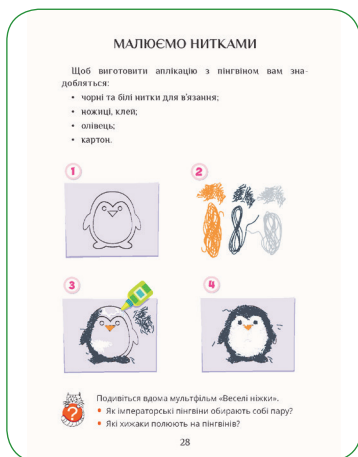 МАЛЮЄМО НИТКАМИ
Щоб виготовити аплікацію з пінгвіном вам зна-
добляться:
• чорні та білі нитки для в'язання;
• ножиці, клей;
• олівець;
• картон.
1
2
3
4
Подивіться вдома мультфільм «Веселі ніжки».
• Як імператорські пінгвіни обирають собі пару?
• Які хижаки полюють на пінгвінів?
28